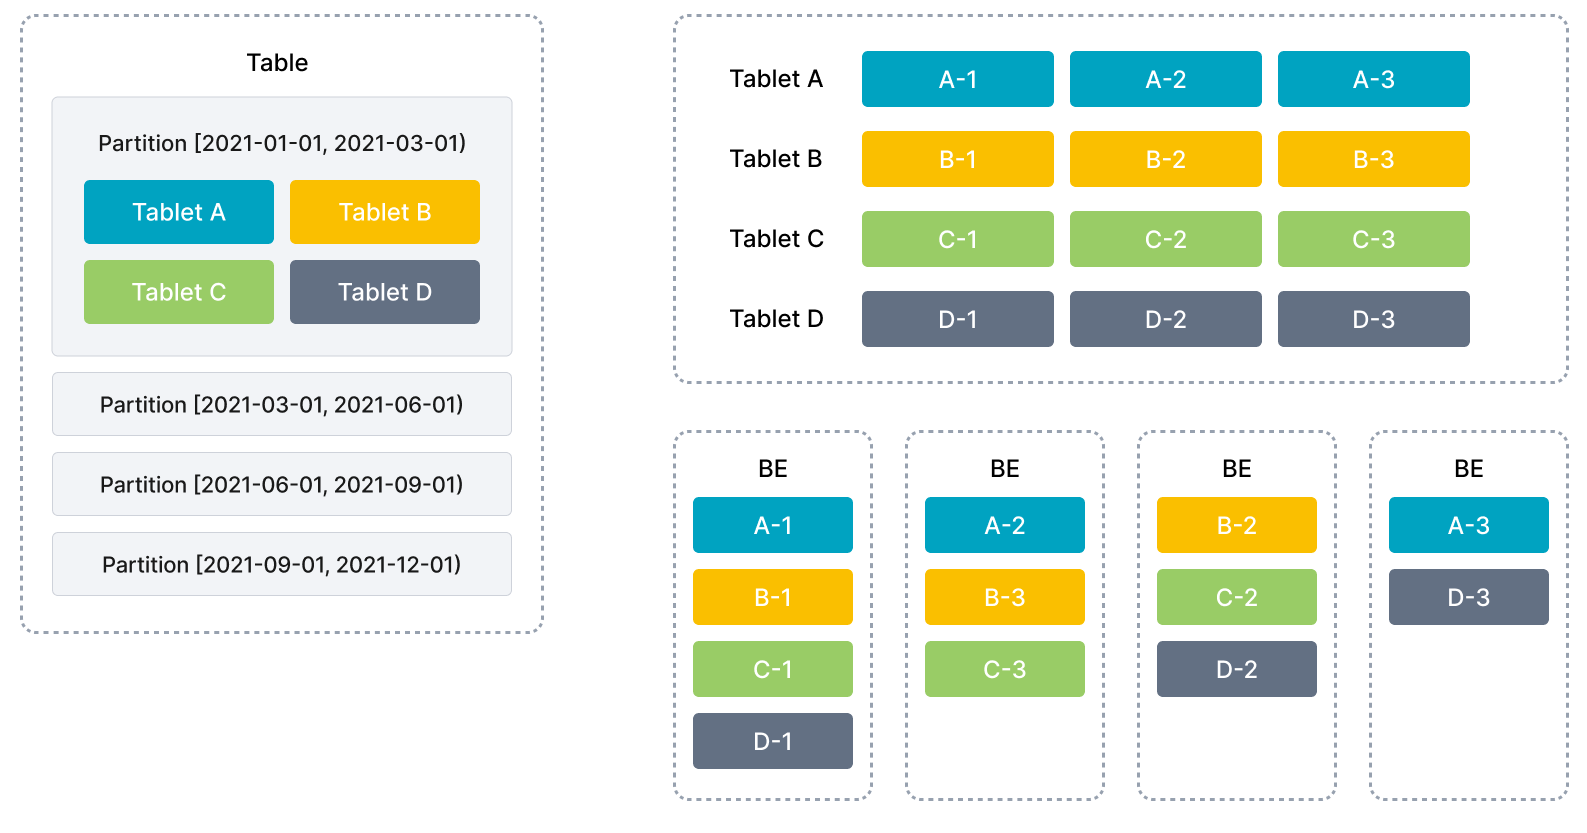 Table
Partition [2021-01-01, 2021-03-01)
Tablet A
Tablet B
Tablet C
Tablet D
Partition [2021-03-01, 2021-06-01)
Partition [2021-06-01, 2021-09-01)
Partition [2021-09-01, 2021-12-01)
Tablet A A-1 A-2 A-3
Tablet B B-1 B-2 B-3
Tablet C C-1 C-2 C-3
Tablet D D-1 D-2 D-3
BE
A-1
B-1
C-1
D-1
BE
A-2
B-3
C-3
BE
B-2
C-2
D-2
BE
A-3
D-3